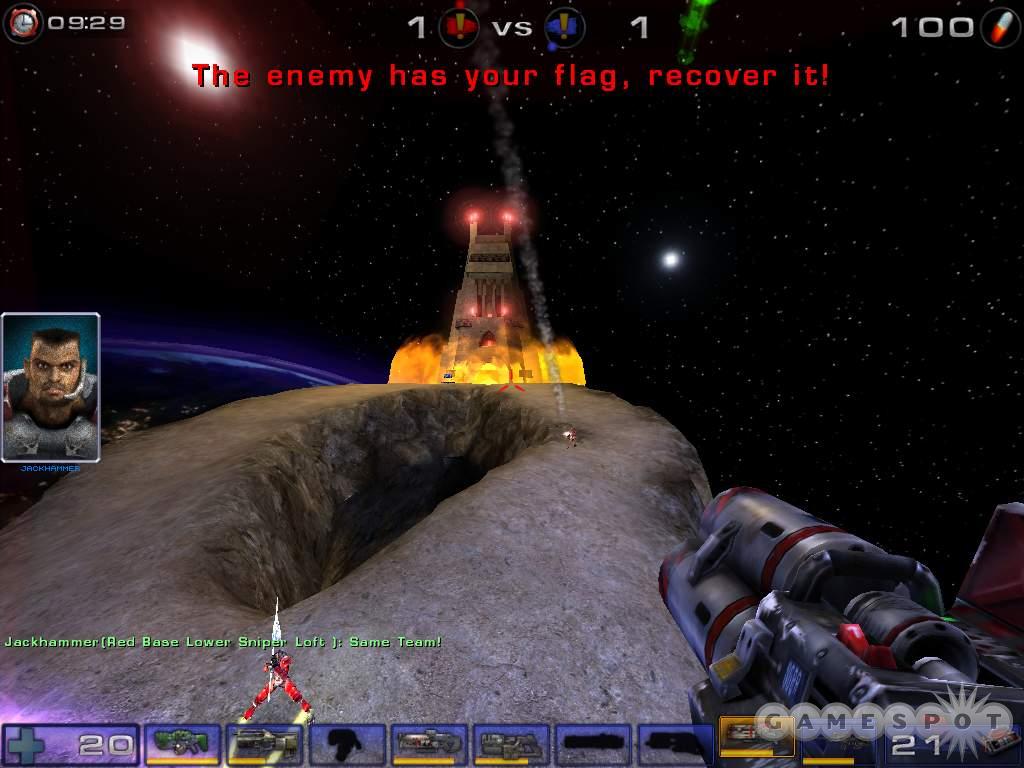 09:29
1 vs 1
100
The enemy has your flag, recover it!
JACKHAMMER
Jackhammer(Red Base Lower Sniper Loft ): Same Team!
20
21
GAMESPOT